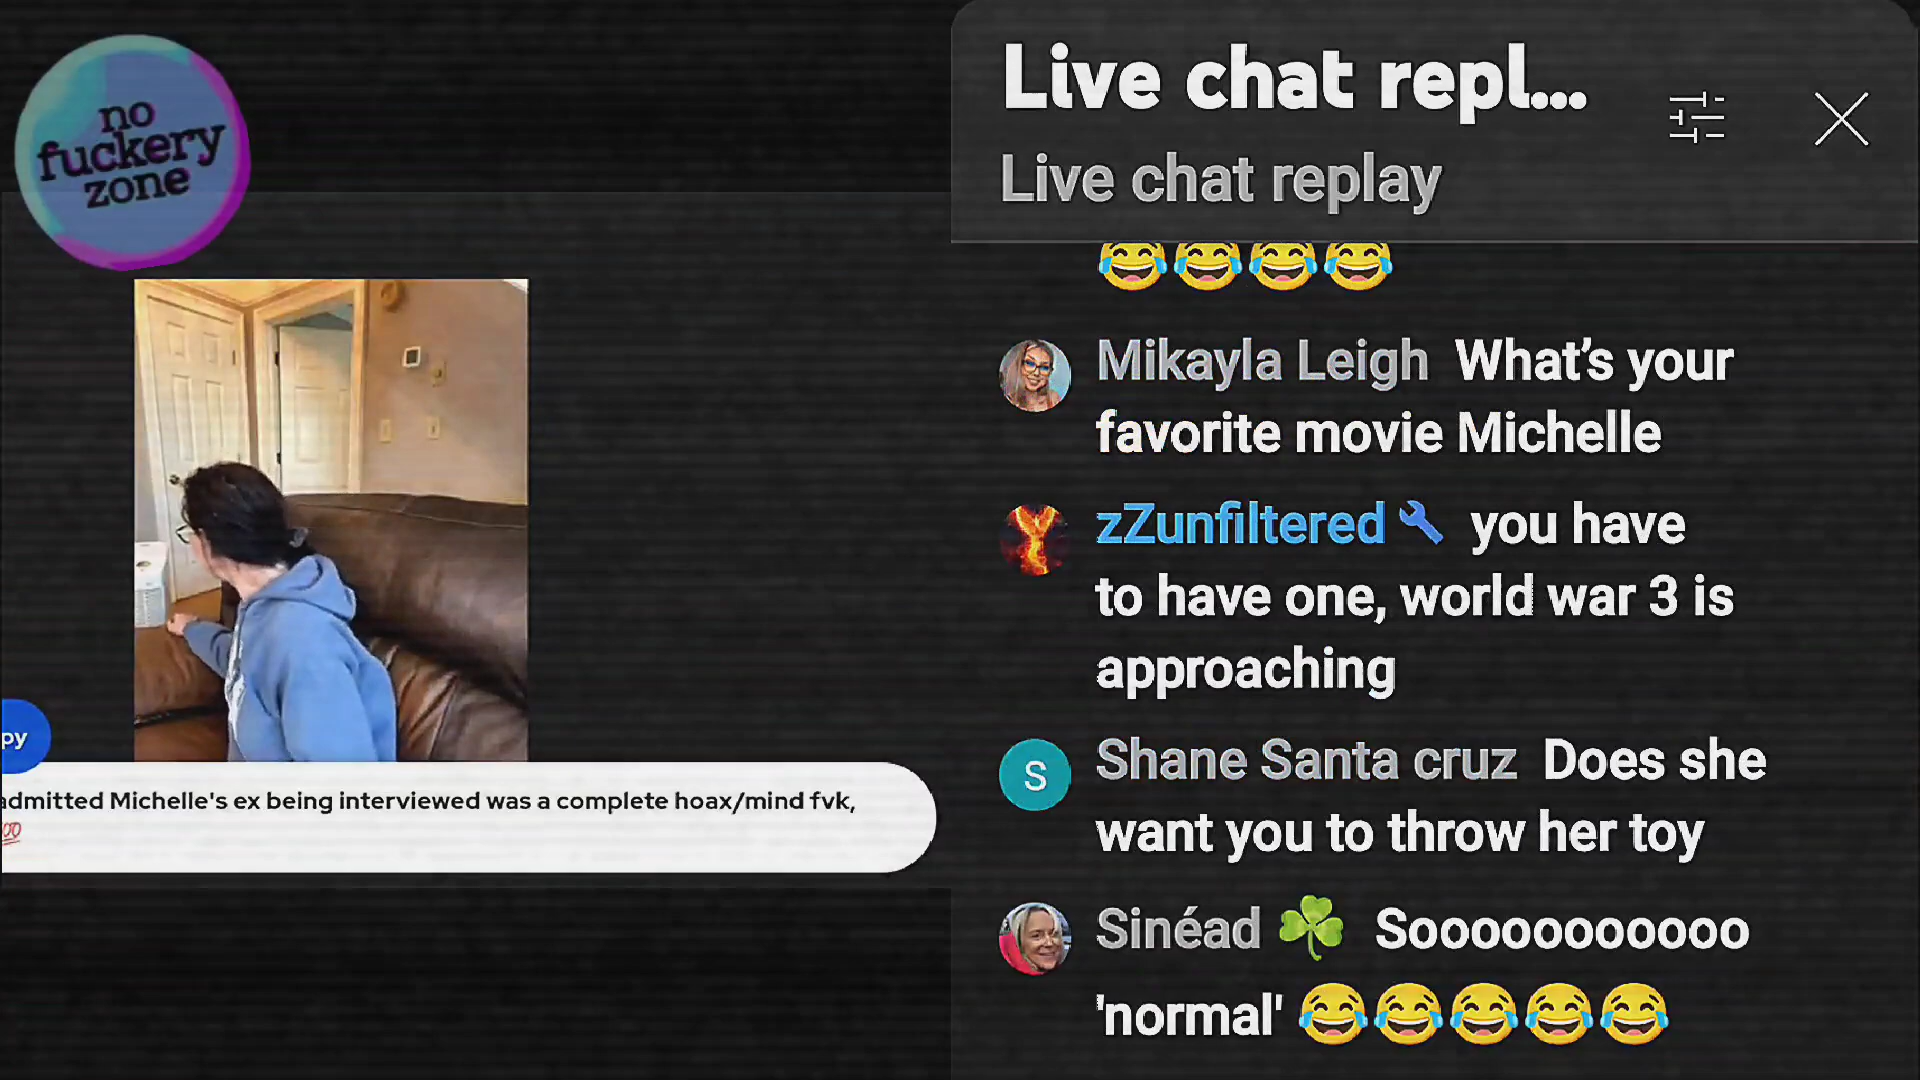 no
fuckery
zone
py
admitted Michelle's ex being interviewed was a complete hoax/mind fvk,
💯
Live chat repl...
Live chat replay
😂😂😂😂
Mikayla Leigh What's your
favorite movie Michelle
zZunfiltered🔧 you have
to have one, world war 3 is
approaching
S
Shane Santa cruz Does she
want you to throw her toy
Sinéad ☘️ Sooooooooooo
'normal' 😂😂😂😂😂